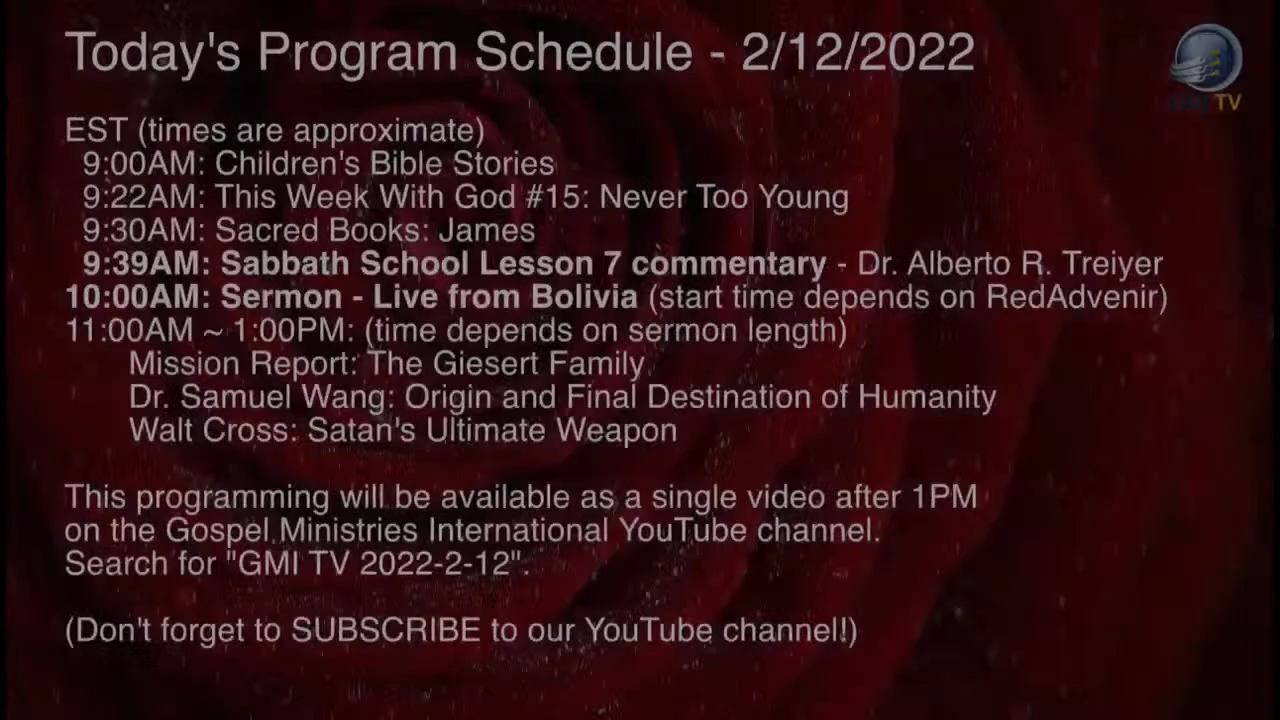 Today's Program Schedule - 2/12/2022
TV
EST (times are approximate)
9:00AM: Children's Bible Stories
9:22AM: This Week With God #15: Never Too Young
9:30AM: Sacred Books: James
9:39AM: Sabbath School Lesson 7 commentary - Dr. Alberto R. Treiyer
10:00AM: Sermon - Live from Bolivia (start time depends on RedAdvenir)
11:00AM ~ 1:00PM: (time depends on sermon length)
Mission Report: The Giesert Family
Dr. Samuel Wang: Origin and Final Destination of Humanity
Walt Cross: Satan's Ultimate Weapon
This programming will be available as a single video after 1PM
on the Gospel Ministries International YouTube channel.
Search for "GMI TV 2022-2-12".
(Don't forget to SUBSCRIBE to our YouTube channel!)